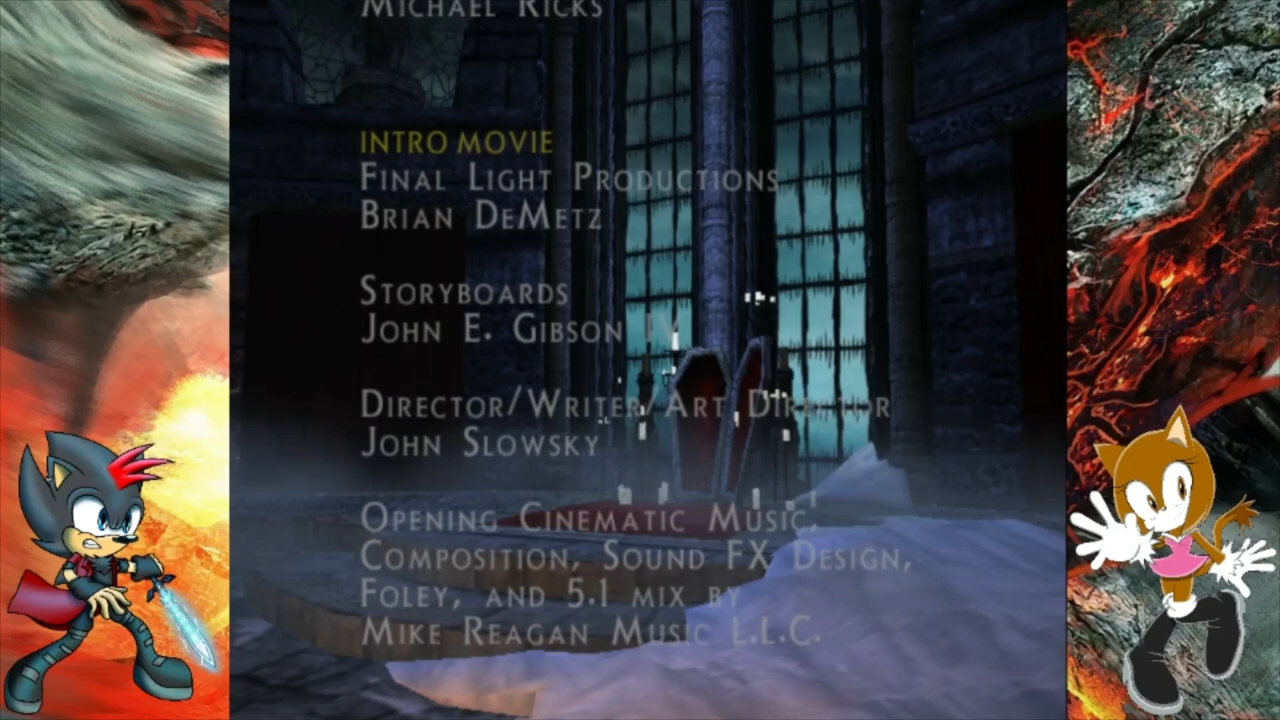 MICHAEL RICKS
INTRO MOVIE
FINAL LIGHT PRODUCTIONS
BRIAN DEMETZ
STORYBOARDS
JOHN E. GIBSON IV
DIRECTOR/WRITER/ART DIRECTOR
JOHN SLOWSKY
OPENING CINEMATIC MUSIC,
COMPOSITION, SOUND FX DESIGN,
FOLEY, AND 5.1 MIX BY
MIKE REAGAN MUSIC L.L.C.